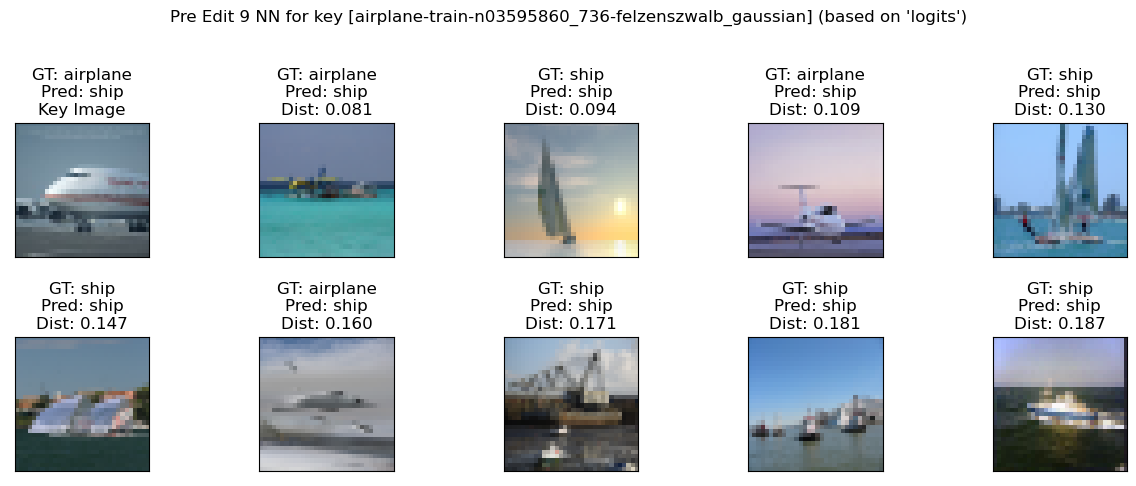 Pre Edit 9 NN for key [airplane-train-n03595860_736-felzenszwalb_gaussian] (based on 'logits')
GT: airplane
Pred: ship
Key Image
GT: airplane
Pred: ship
Dist: 0.081
GT: ship
Pred: ship
Dist: 0.094
GT: airplane
Pred: ship
Dist: 0.109
GT: ship
Pred: ship
Dist: 0.130
GT: ship
Pred: ship
Dist: 0.147
GT: airplane
Pred: ship
Dist: 0.160
GT: ship
Pred: ship
Dist: 0.171
GT: ship
Pred: ship
Dist: 0.181
GT: ship
Pred: ship
Dist: 0.187